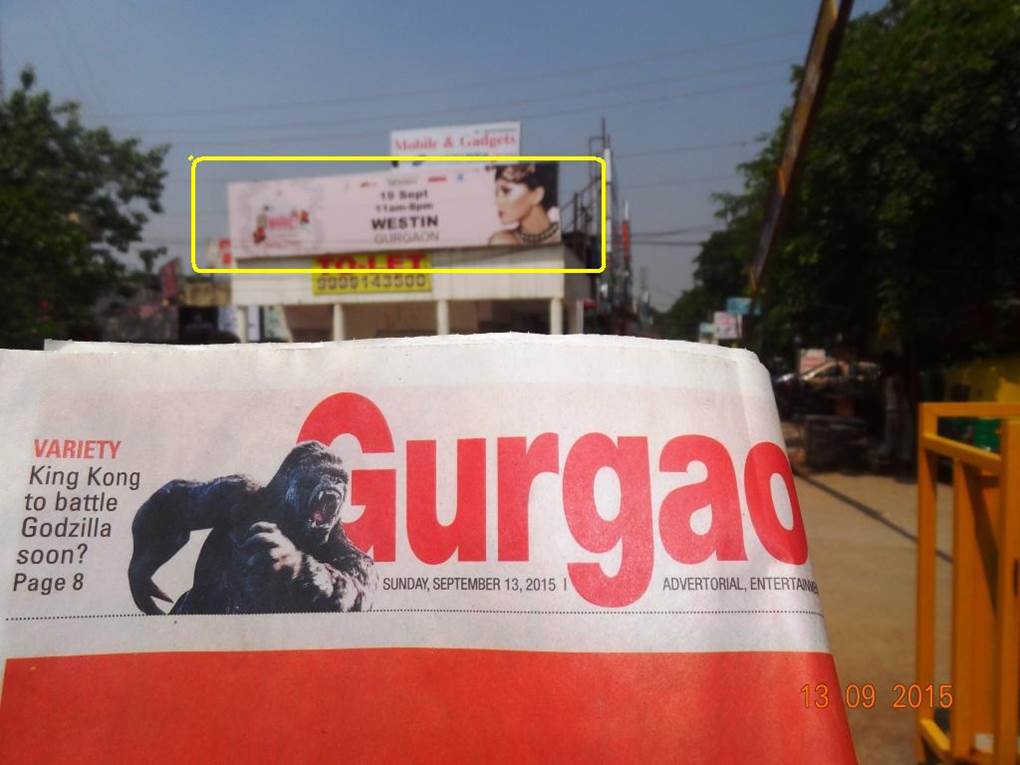 Mobile & Gadgets
19 Sept
11am-8pm
WESTIN
GURGAON
TO-LET
9999143500
VARIETY
King Kong
to battle
Godzilla
soon?
Page 8
Gurgao
SUNDAY, SEPTEMBER 13, 2015 |
ADVERTORIAL, ENTERTAINME
13 09 2015